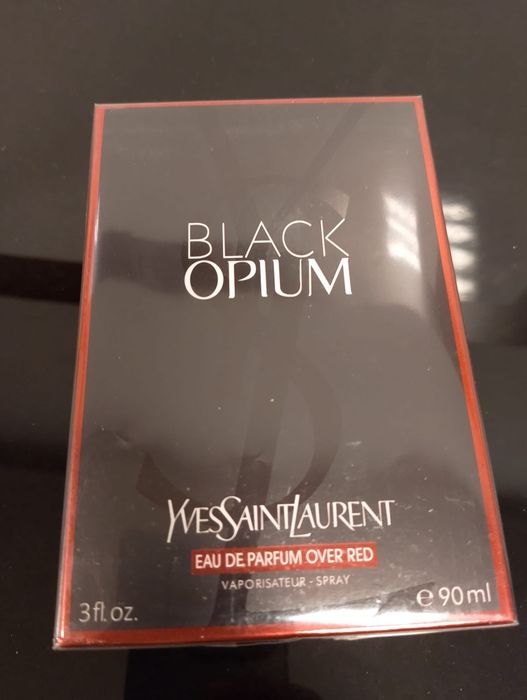 BLACK
OPIUM
YVESSAINTLAURENT
EAU DE PARFUM OVER RED
VAPORISATEUR - SPRAY
3 fl. oz.
e 90 ml